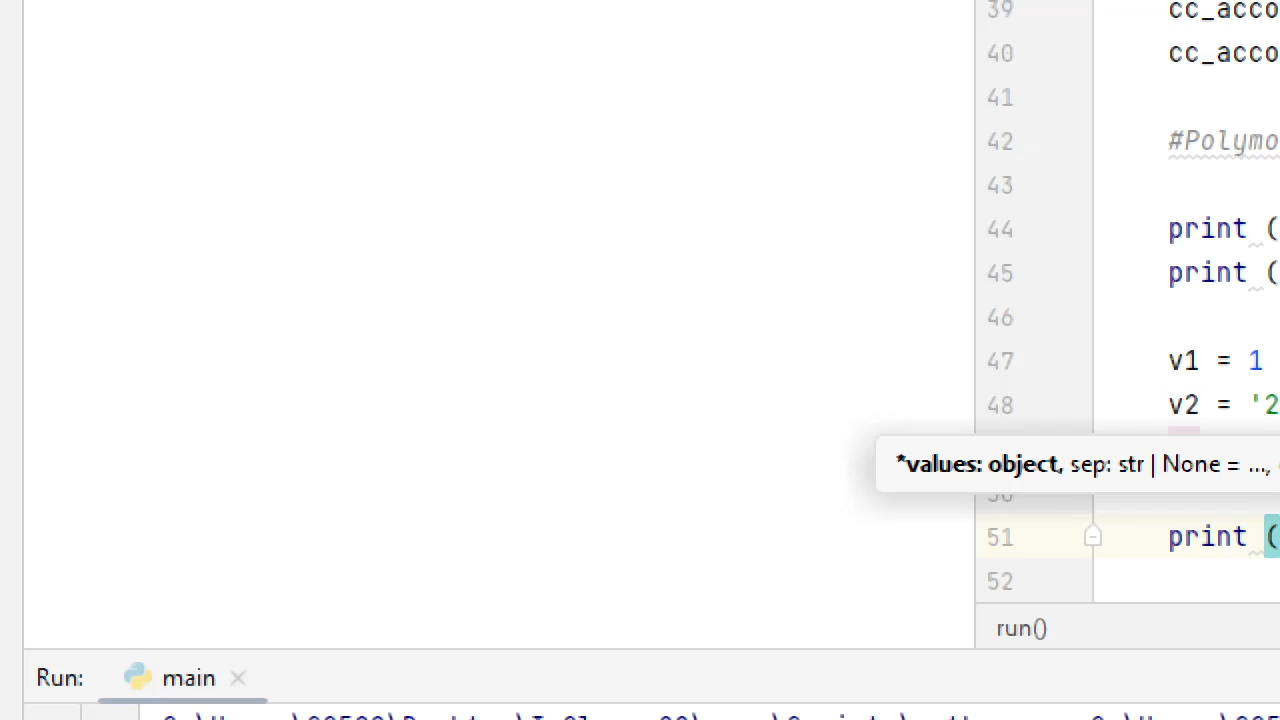 39 cc_acco
40 cc_acco
41
42 #Polymo
43
44 print (
45 print (
46
47 v1 = 1
48 v2 = '2
*values: object, sep: str | None = ...,
50
51 print (
52
run()
Run: main